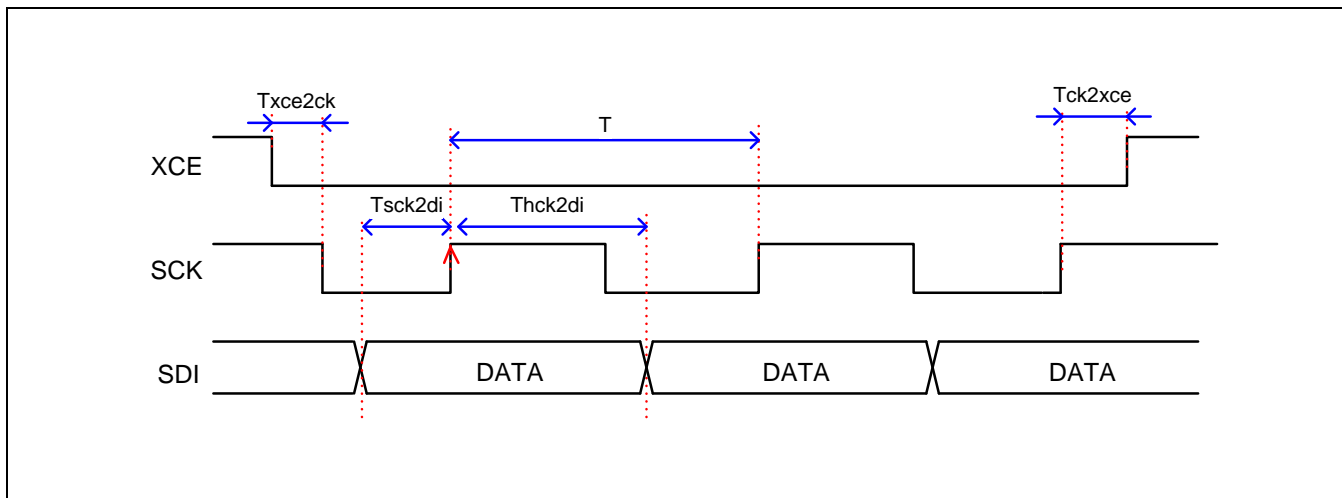 Txce2ck
Tck2xce
T
XCE
Tsck2di
Thck2di
SCK
SDI
DATA
DATA
DATA